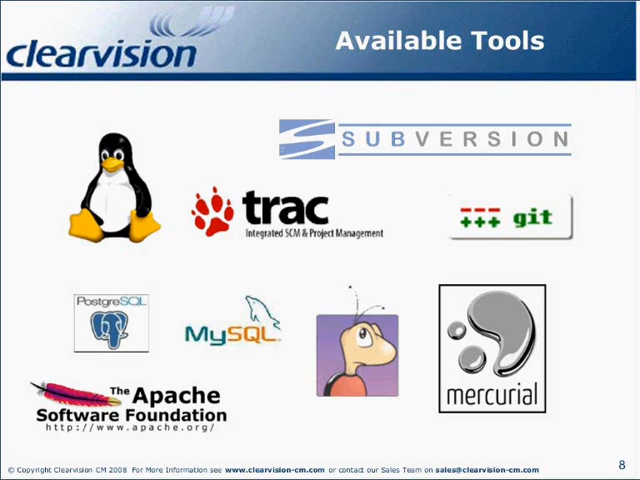 clearvision
Available Tools
SUBVERSION
trac
Integrated SCM & Project Management
--- +++ git
PostgreSQL
MySQL
mercurial
The Apache
Software Foundation
http://www.apache.org/
© Copyright Clearvision CM 2008 For More Information see www.clearvision-cm.com or contact our Sales Team on sales@clearvision-cm.com
8